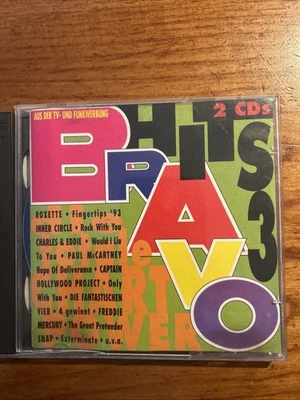 AUS DER TV- UND FUNKWERBUNG
2 CDs
BRAVO
HITS 3
ROXETTE • Fingertips '93
INNER CIRCLE • Rock With You
CHARLES & EDDIE • Would I Lie
To You • PAUL McCARTNEY
Hope Of Deliverance • CAPTAIN
HOLLYWOOD PROJECT • Only
With You • DIE FANTASTISCHEN
VIER • 4 gewinnt • FREDDIE
MERCURY • The Great Pretender
SNAP • Exterminate • u.v.a.